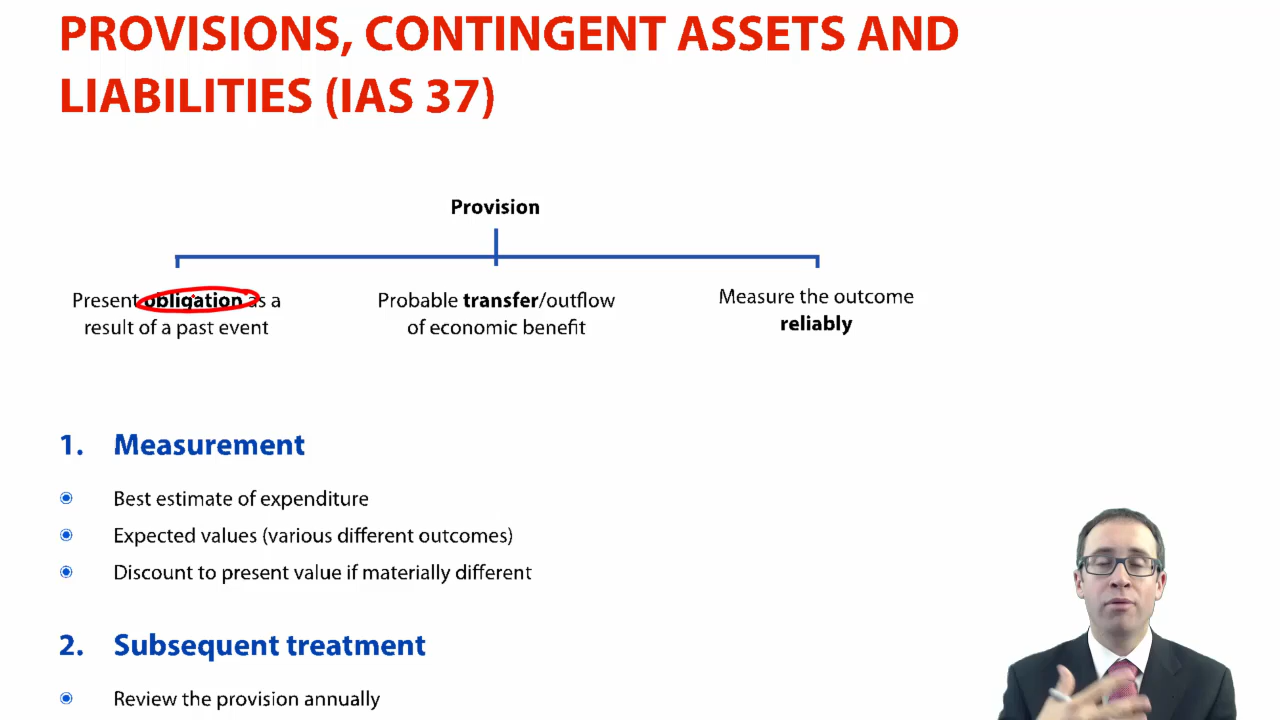 PROVISIONS, CONTINGENT ASSETS AND
LIABILITIES (IAS 37)
Provision
Present obligation as a
result of a past event
Probable transfer/outflow
of economic benefit
Measure the outcome
reliably
1. Measurement
Best estimate of expenditure
Expected values (various different outcomes)
Discount to present value if materially different
2. Subsequent treatment
Review the provision annually